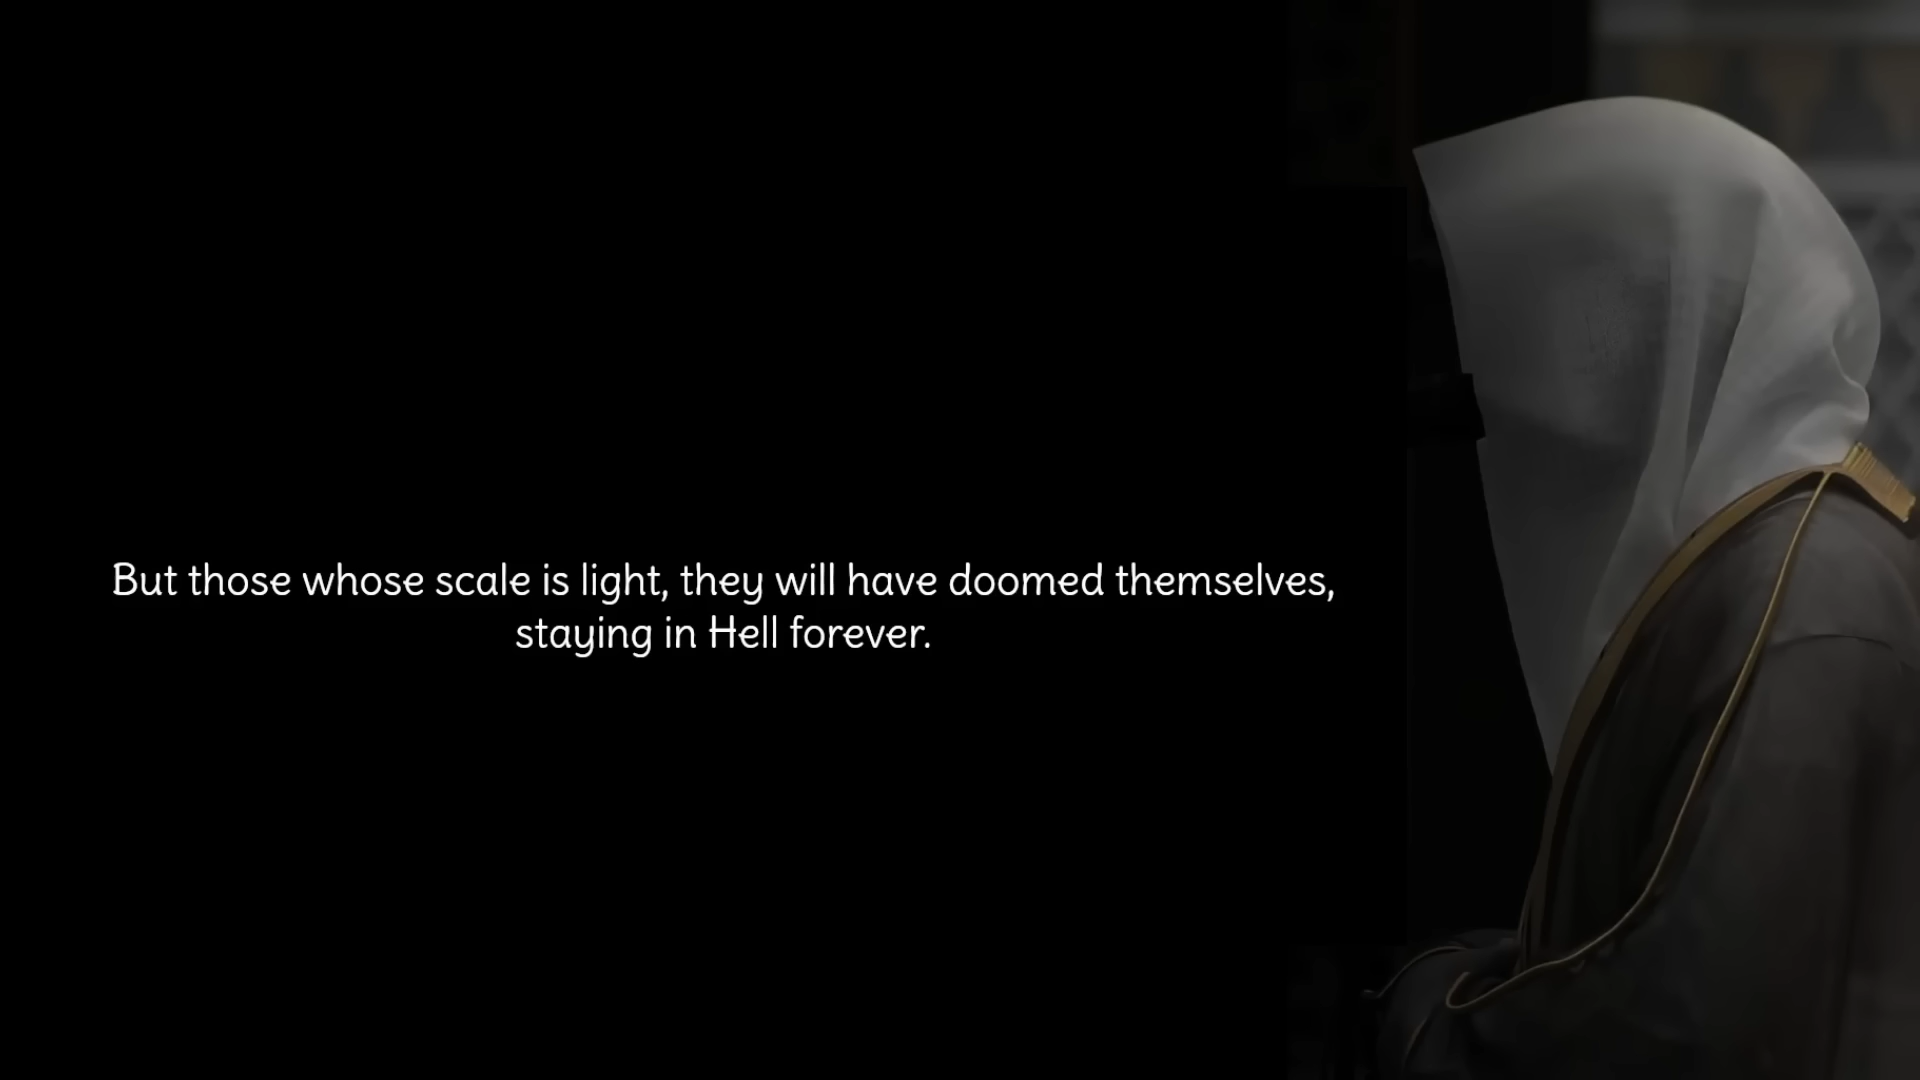 But those whose scale is light, they will have doomed themselves,
staying in Hell forever.